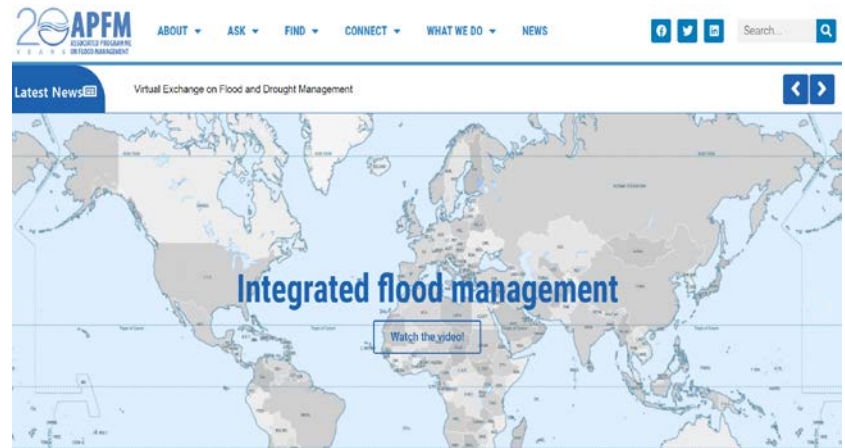 20 APFM
YEARS
ASSOCIATED PROGRAMME
ON FLOOD MANAGEMENT
ABOUT
ASK
FIND
CONNECT
WHAT WE DO
NEWS
Search...
Latest News
Virtual Exchange on Flood and Drought Management
Integrated flood management
Watch the video!